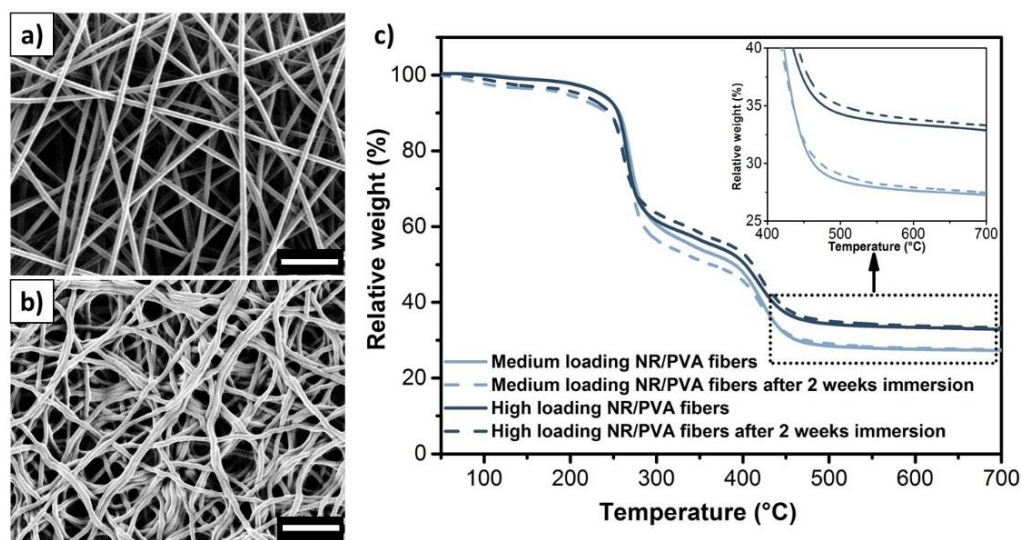 a)
b)
c)
Relative weight (%)
100
80
60
40
20
0
100
200
300
400
500
600
700
Temperature (°C)
Medium loading NR/PVA fibers
Medium loading NR/PVA fibers after 2 weeks immersion
High loading NR/PVA fibers
High loading NR/PVA fibers after 2 weeks immersion
Relative weight (%)
40
35
30
25
400
500
600
700
Temperature (°C)